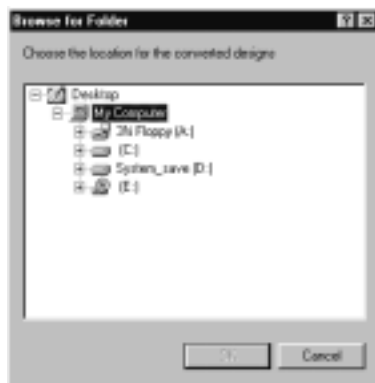 Browse for Folder
Choose the location for the converted designs
Desktop
My Computer
3½ Floppy (A:)
(C:)
System_save (D:)
(E:)
OK
Cancel